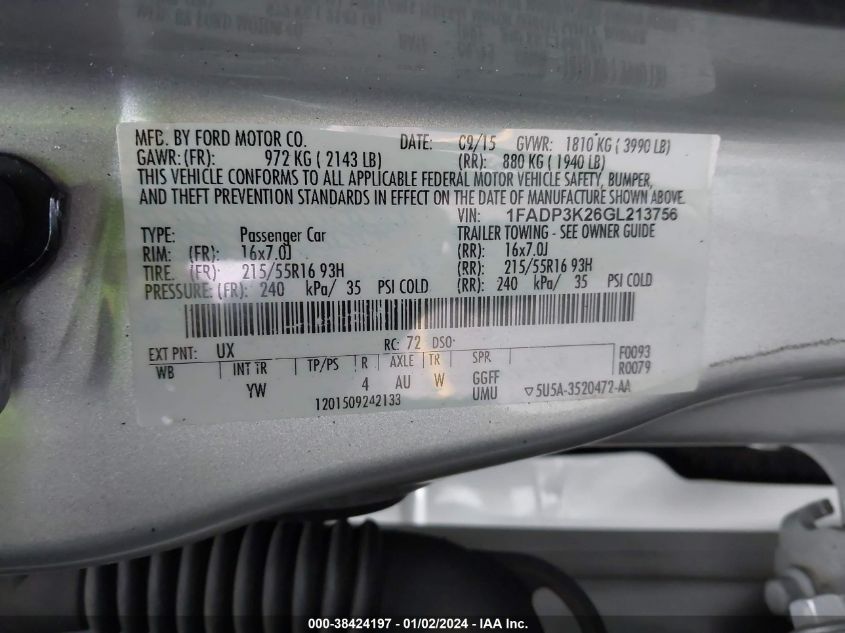 MFD. BY FORD MOTOR CO. DATE: 09/15 GVWR: 1810 KG ( 3990 LB)
GAWR: (FR): 972 KG ( 2143 LB) (RR): 880 KG ( 1940 LB)
THIS VEHICLE CONFORMS TO ALL APPLICABLE FEDERAL MOTOR VEHICLE SAFETY, BUMPER,
AND THEFT PREVENTION STANDARDS IN EFFECT ON THE DATE OF MANUFACTURE SHOWN ABOVE.
VIN: 1FADP3K26GL213756
TYPE: Passenger Car TRAILER TOWING - SEE OWNER GUIDE
RIM: (FR): 16x7.0J (RR): 16x7.0J
TIRE. (FR): 215/55R16 93H (RR): 215/55R16 93H
PRESSURE: (FR): 240 kPa/ 35 PSI COLD (RR): 240 kPa/ 35 PSI COLD
EXT PNT: UX RC: 72 DSO: F0093
WB INT TR TP/PS R AXLE TR SPR R0079
YW 4 AU W GGFF
UMU
1201509242133 ▽5U5A-3520472-AA
000-38424197 - 01/02/2024 - IAA Inc.